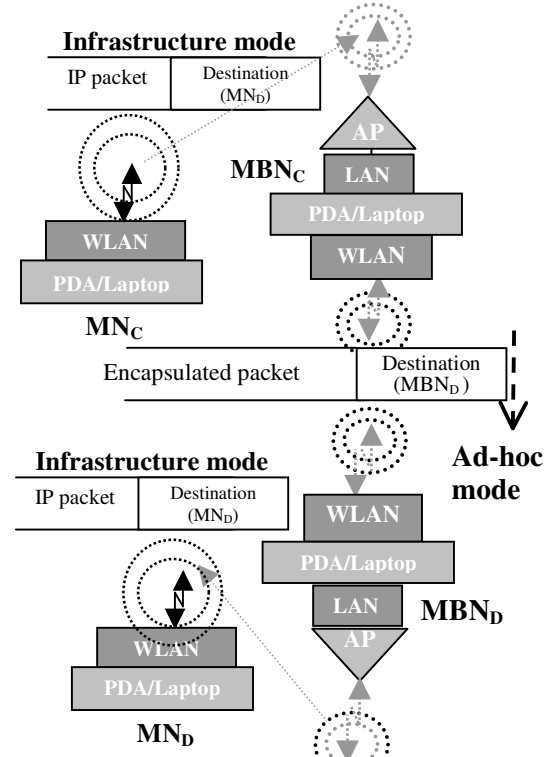 Infrastructure mode
IP packet
Destination
(MN_D)
AP
MBN_C
LAN
PDA/Laptop
WLAN
WLAN
PDA/Laptop
MN_C
Encapsulated packet
Destination
(MBN_D)
Ad-hoc
mode
Infrastructure mode
IP packet
Destination
(MN_D)
WLAN
PDA/Laptop
LAN
MBN_D
AP
WLAN
PDA/Laptop
MN_D